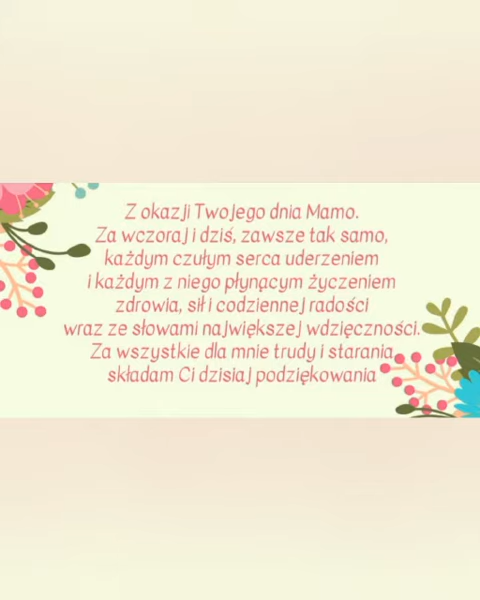 Z okazji Twojego dnia Mamo.
Za wczoraj i dziś, zawsze tak samo,
każdym czułym serca uderzeniem
i każdym z niego płynącym życzeniem
zdrowia, sił i codziennej radości
wraz ze słowami największej wdzięczności.
Za wszystkie dla mnie trudy i starania
składam Ci dzisiaj podziękowania